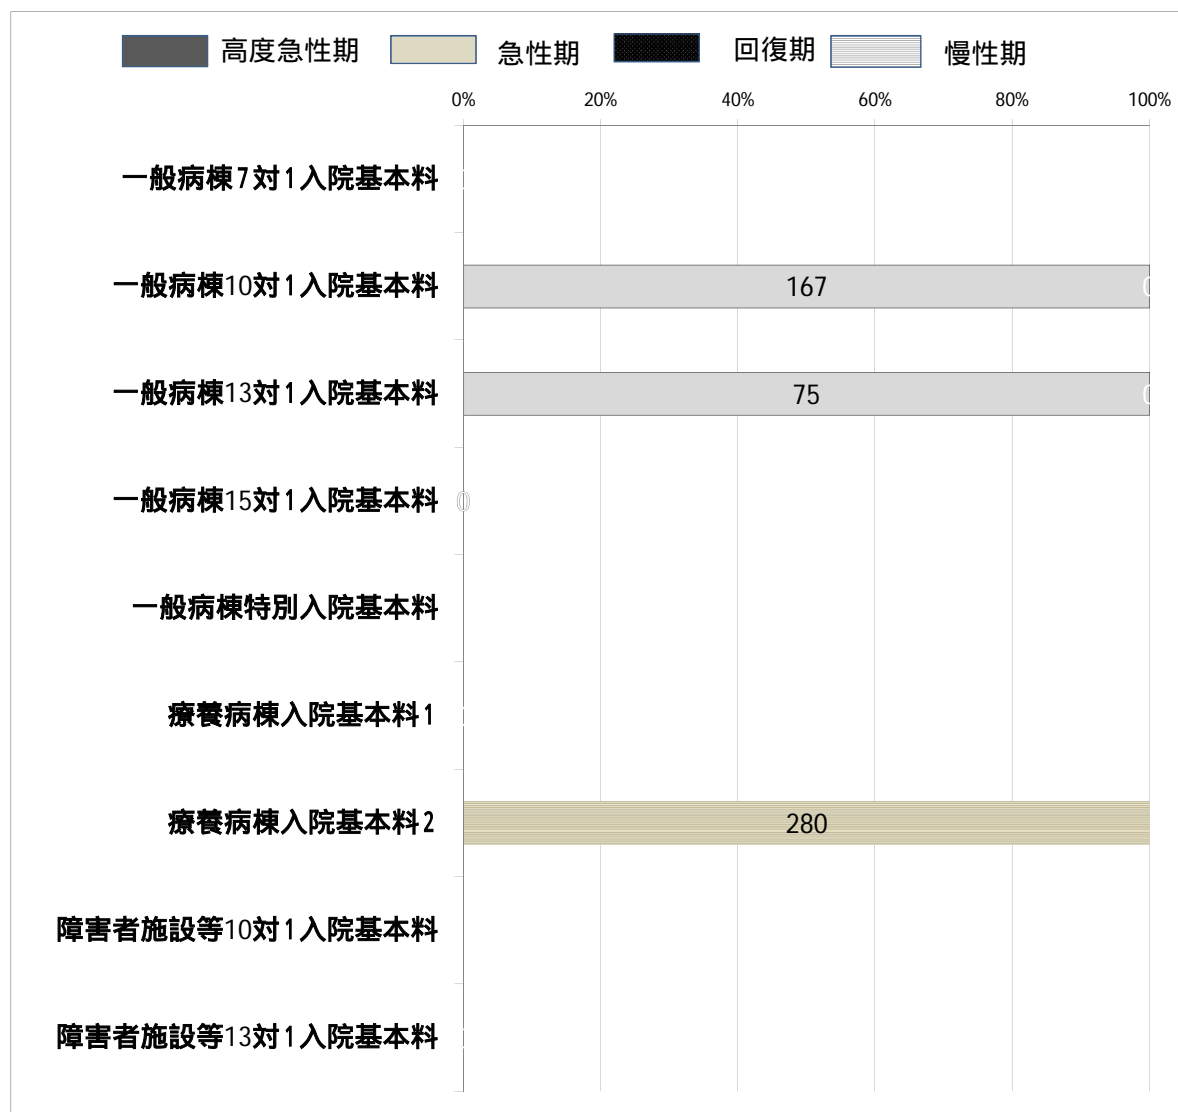 高度急性期 急性期 回復期 慢性期
0% 20% 40% 60% 80% 100%
一般病棟7対1入院基本料
一般病棟10対1入院基本料 167 0
一般病棟13対1入院基本料 75 0
一般病棟15対1入院基本料 0
一般病棟特別入院基本料
療養病棟入院基本料1
療養病棟入院基本料2 280
障害者施設等10対1入院基本料
障害者施設等13対1入院基本料